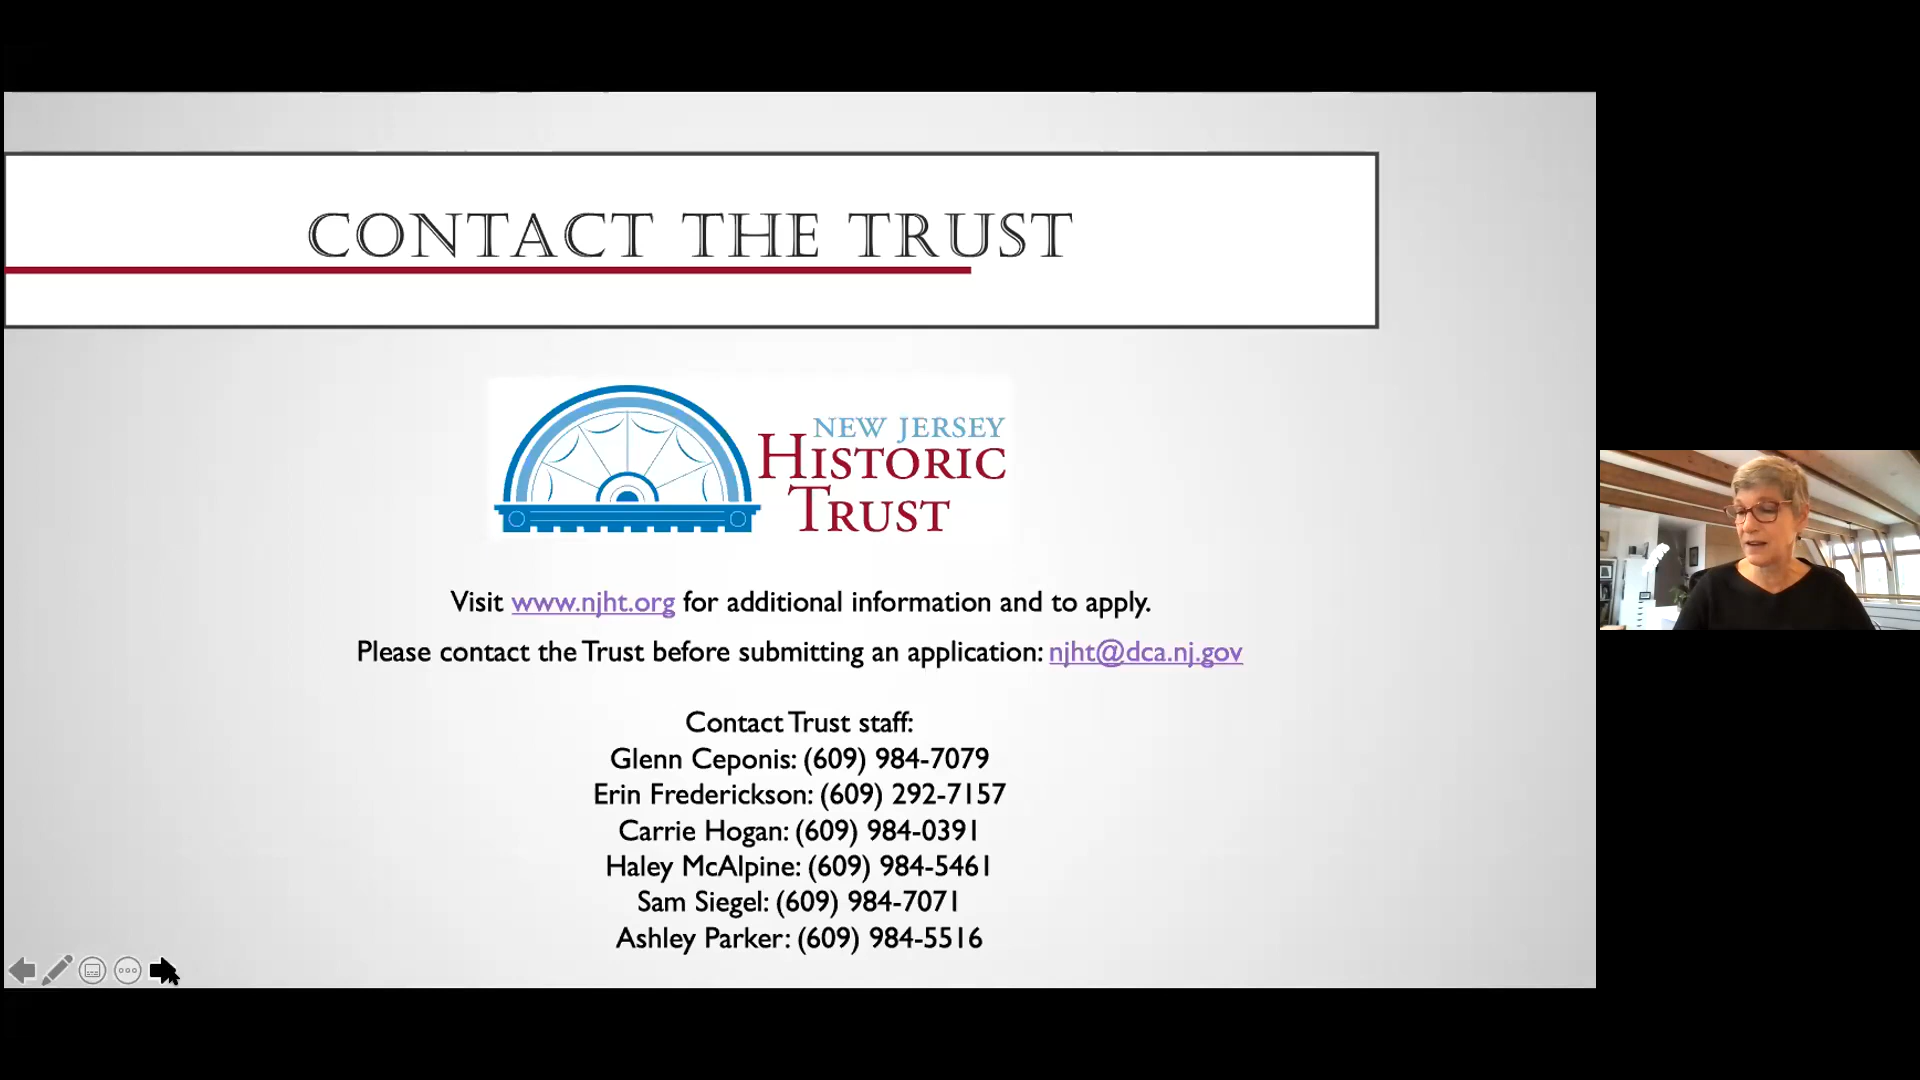 CONTACT THE TRUST
NEW JERSEY
HISTORIC
TRUST
Visit www.njht.org for additional information and to apply.
Please contact the Trust before submitting an application: njht@dca.nj.gov
Contact Trust staff:
Glenn Ceponis: (609) 984-7079
Erin Frederickson: (609) 292-7157
Carrie Hogan: (609) 984-0391
Haley McAlpine: (609) 984-5461
Sam Siegel: (609) 984-7071
Ashley Parker: (609) 984-5516